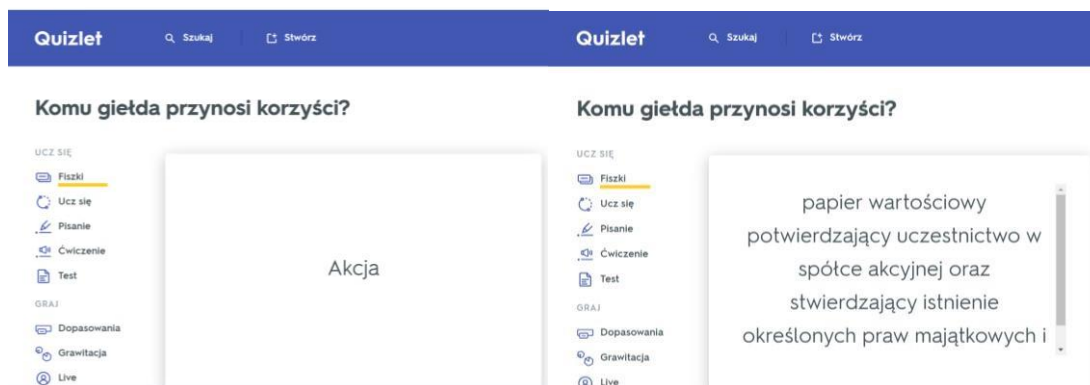 Quizlet
Szukaj
Stwórz
Komu giełda przynosi korzyści?
UCZ SIĘ
Fiszki
Ucz się
Pisanie
Ćwiczenie
Test
GRAJ
Dopasowania
Grawitacja
Live
Akcja
Quizlet
Szukaj
Stwórz
Komu giełda przynosi korzyści?
UCZ SIĘ
Fiszki
Ucz się
Pisanie
Ćwiczenie
Test
GRAJ
Dopasowania
Grawitacja
Live
papier wartościowy
potwierdzający uczestnictwo w
spółce akcyjnej oraz
stwierdzający istnienie
określonych praw majątkowych i